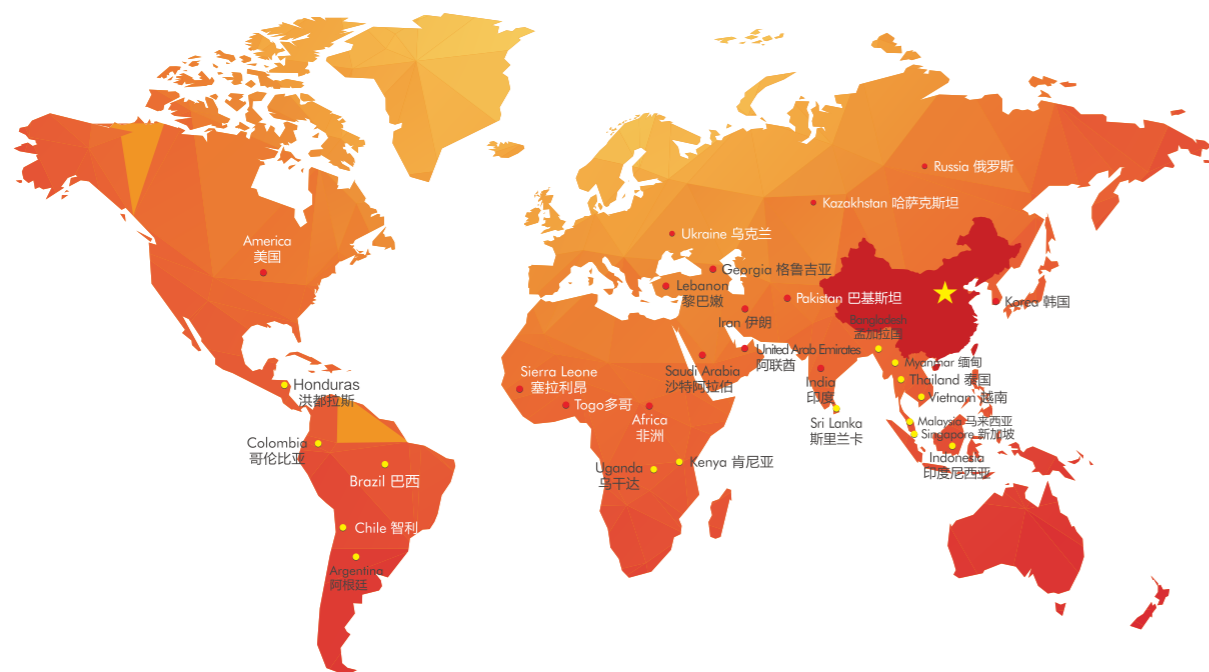 Russia 俄罗斯
Kazakhstan 哈萨克斯坦
Ukraine 乌克兰
America
美国
Georgia 格鲁吉亚
Lebanon
黎巴嫩
Pakistan 巴基斯坦
Korea 韩国
Iran 伊朗
Bangladesh
孟加拉国
United Arab Emirates
阿联酋
Myanmar 缅甸
Sierra Leone
塞拉利昂
Saudi Arabia
沙特阿拉伯
India
印度
Thailand 泰国
Honduras
洪都拉斯
Vietnam 越南
Togo多哥
Africa
非洲
Sri Lanka
斯里兰卡
Malaysia 马来西亚
Singapore 新加坡
Colombia
哥伦比亚
Indonesia
印度尼西亚
Uganda
乌干达
Kenya 肯尼亚
Brazil 巴西
Chile 智利
Argentina
阿根廷